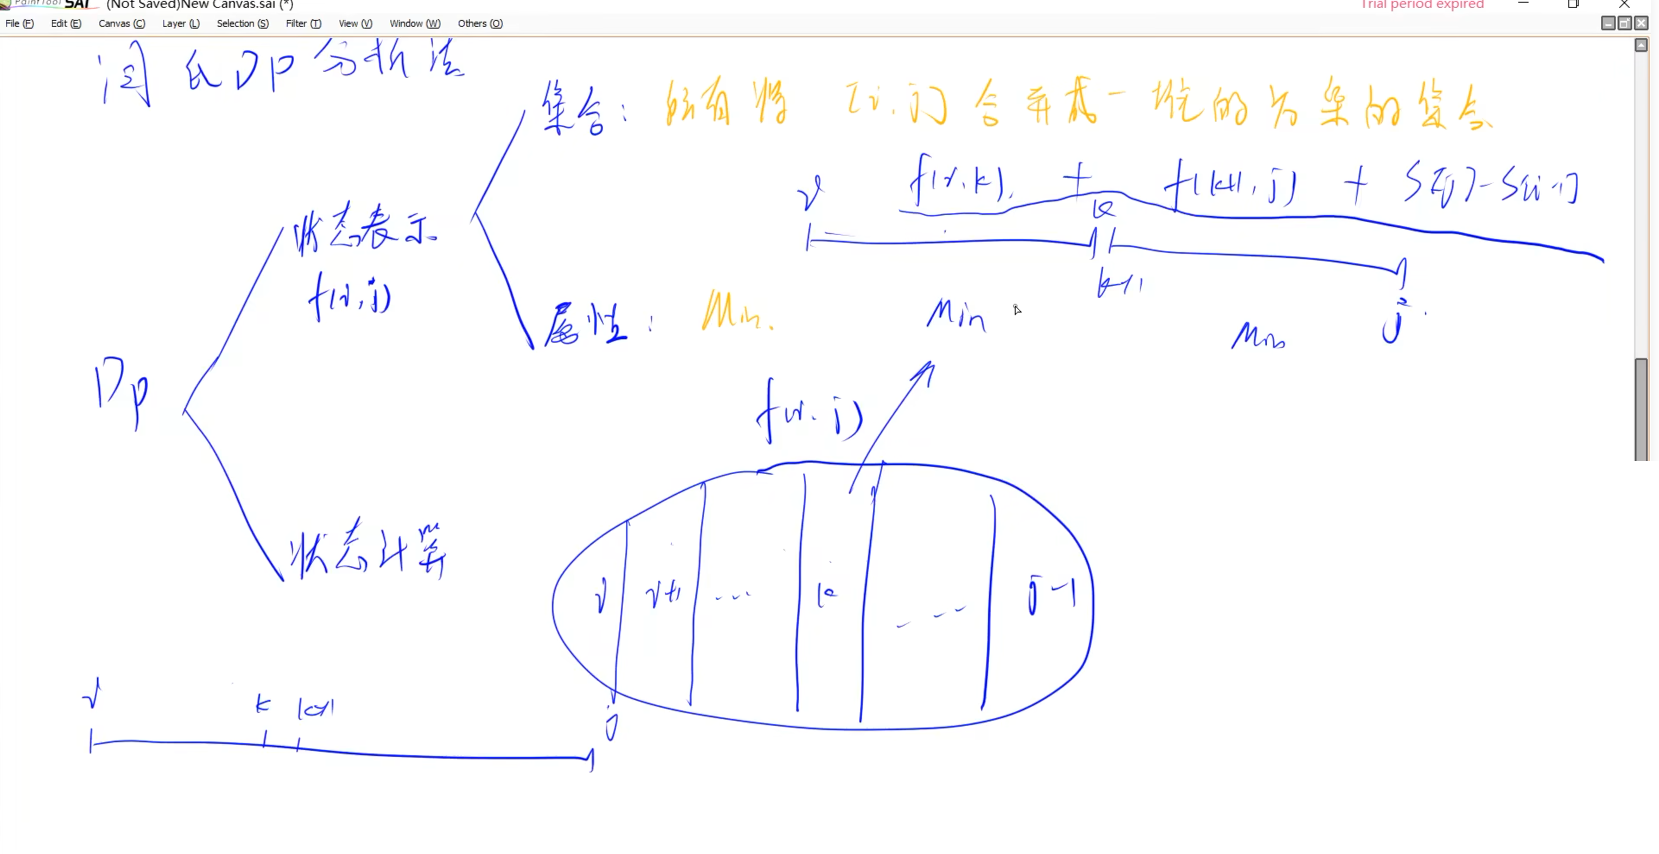 PaintTool SAI (Not Saved)New Canvas.sai (*) Trial period expired
File (F) Edit (E) Canvas (C) Layer (L) Selection (S) Filter (T) View (V) Window (W) Others (O)
闫氏DP分析法
集合： 所有将 [i,j] 合并成一堆的方案的集合
f(i,k) + f(k+1,j) + S[j]-S[i-1]
i k
k+1 j
状态表示
f(i,j)
属性： Min.
Min Min
Dp
f(i,j)
状态计算
i i+1 ... k ... j-1
i k k+1 j